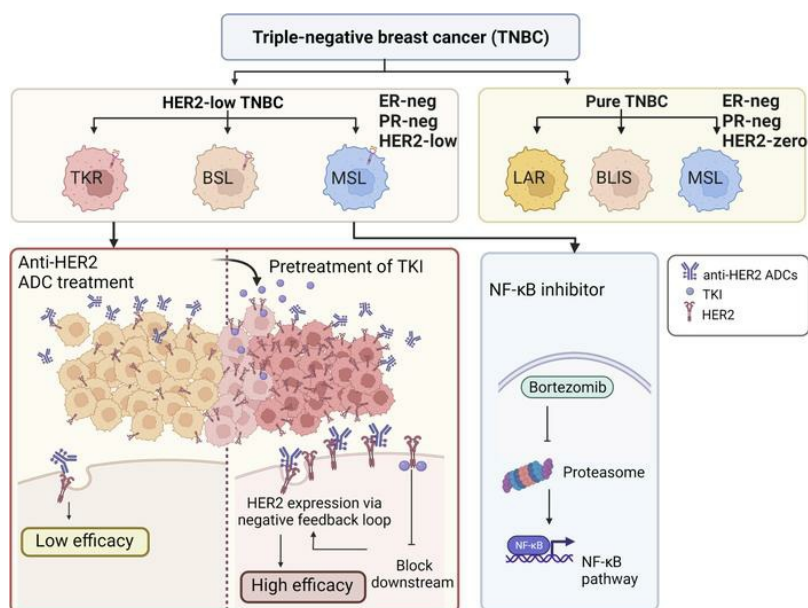 Triple-negative breast cancer (TNBC)
HER2-low TNBC
ER-neg
PR-neg
HER2-low
TKR
BSL
MSL
Pure TNBC
ER-neg
PR-neg
HER2-zero
LAR
BLIS
MSL
Anti-HER2
ADC treatment
Pretreatment of TKI
Low efficacy
HER2 expression via
negative feedback loop
High efficacy
Block
downstream
NF-κB inhibitor
Bortezomib
Proteasome
NF-κB
NF-κB
pathway
anti-HER2 ADCs
TKI
HER2